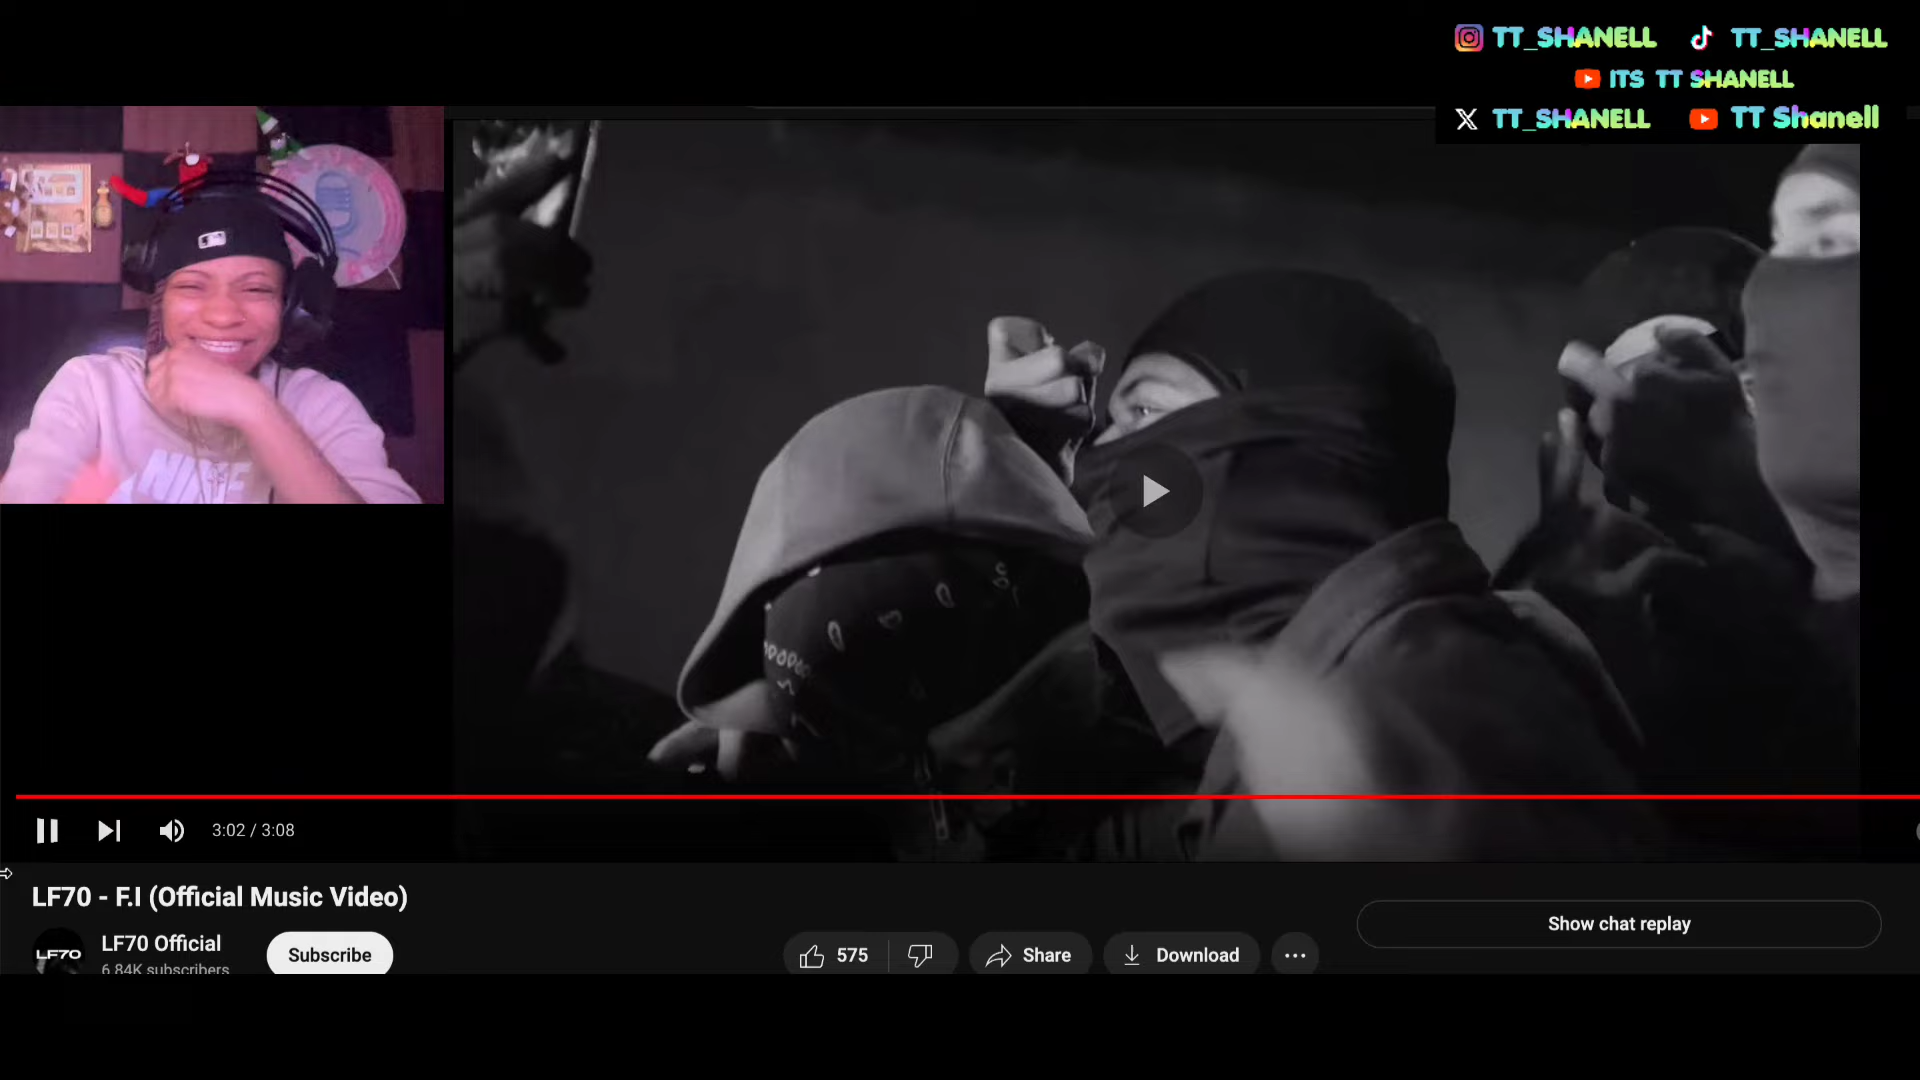 TT_SHANELL TT_SHANELL
ITS TT SHANELL
TT_SHANELL TT Shanell
NIKE
3:02 / 3:08
LF70 - F.I (Official Music Video)
Show chat replay
LF70 LF70 Official Subscribe 575 Share Download
6.84K subscribers